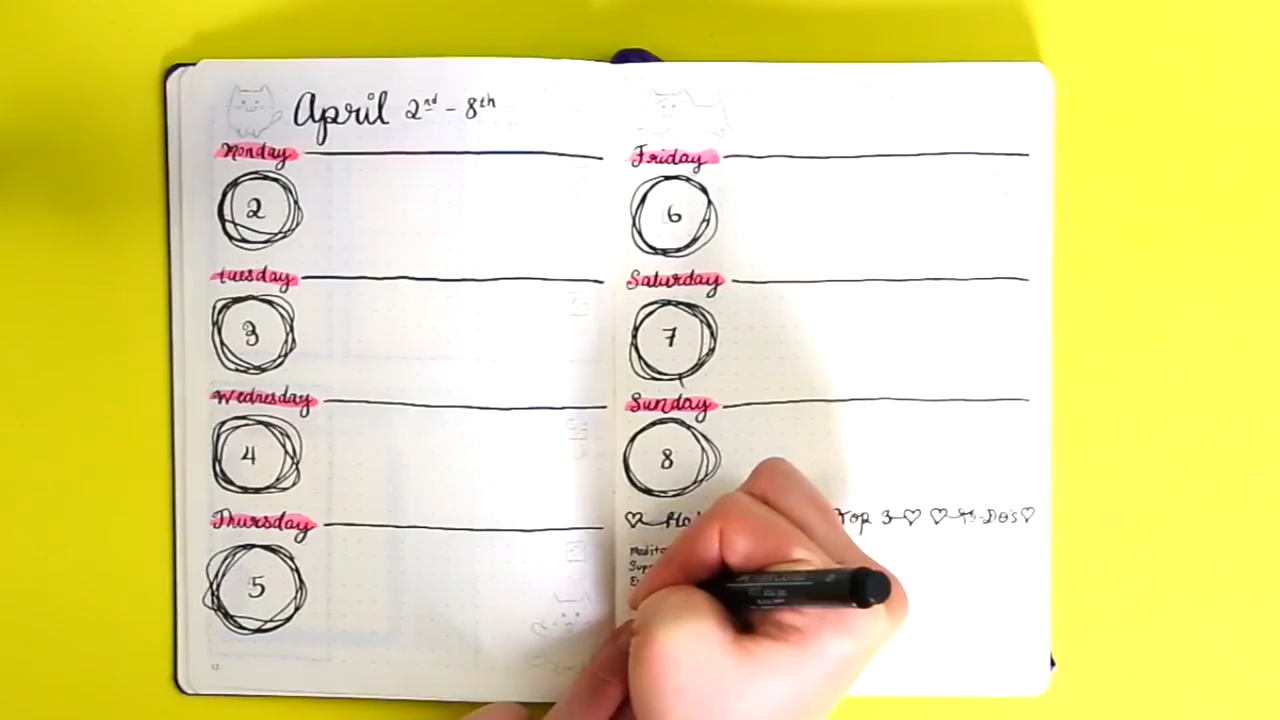 April 2nd - 8th
Monday
2
tuesday
3
Wednesday
4
Thursday
5
12
Friday
6
Saturday
7
Sunday
8
Top 3
To-Do's